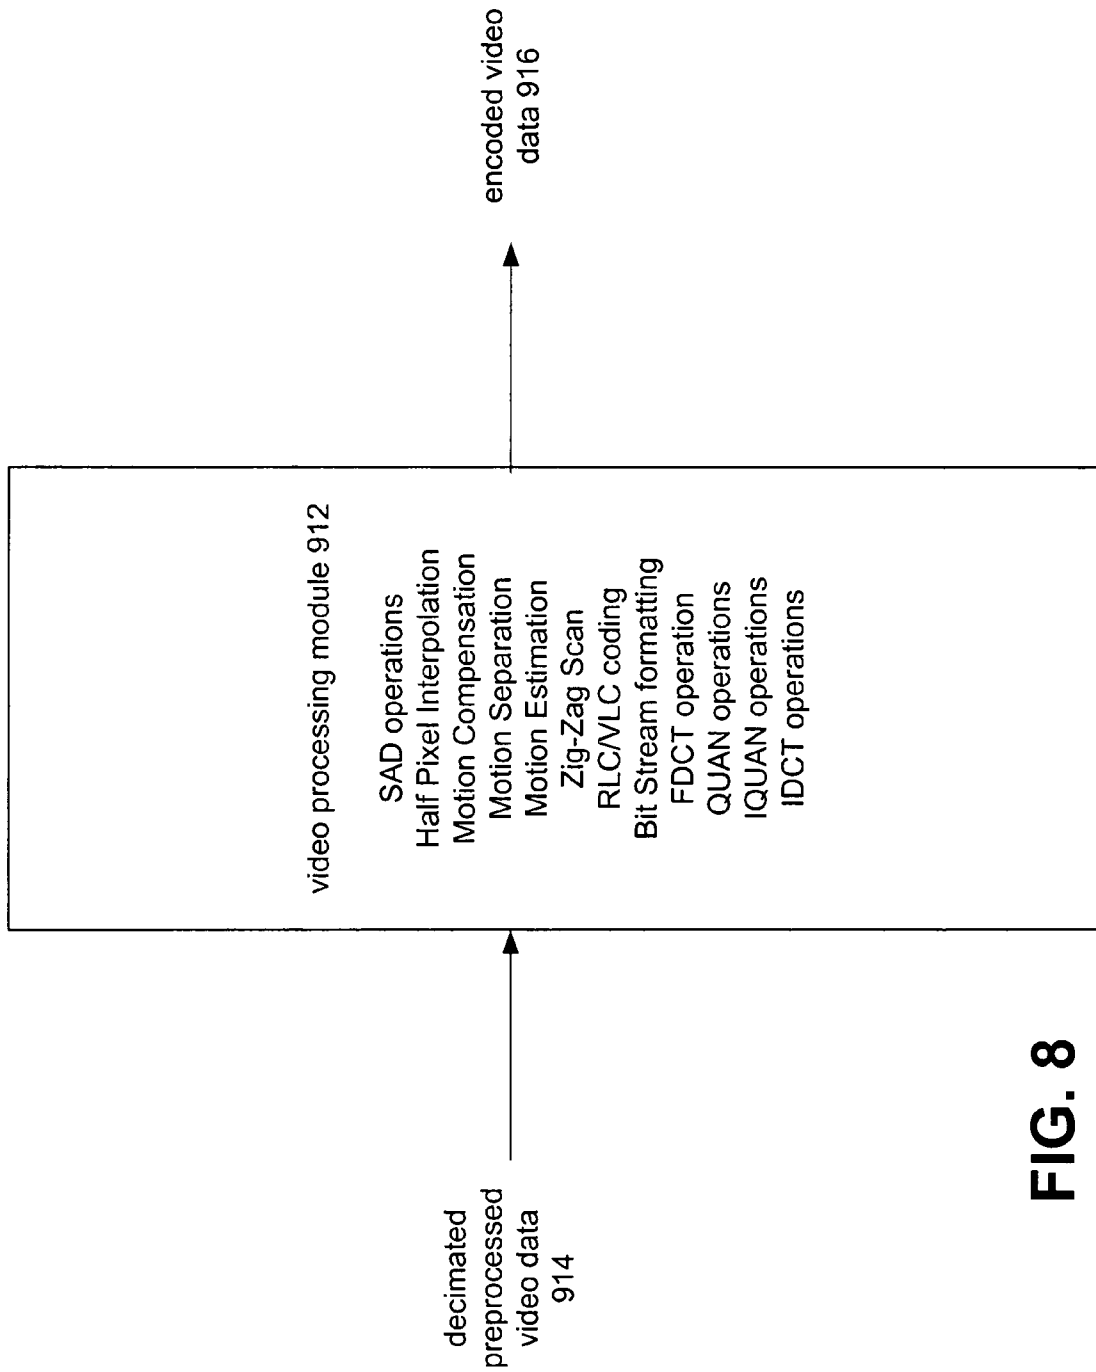 decimated
preprocessed
video data
914
video processing module 912
SAD operations
Half Pixel Interpolation
Motion Compensation
Motion Separation
Motion Estimation
Zig-Zag Scan
RLC/VLC coding
Bit Stream formatting
FDCT operation
QUAN operations
IQUAN operations
IDCT operations
encoded video
data 916
FIG. 8